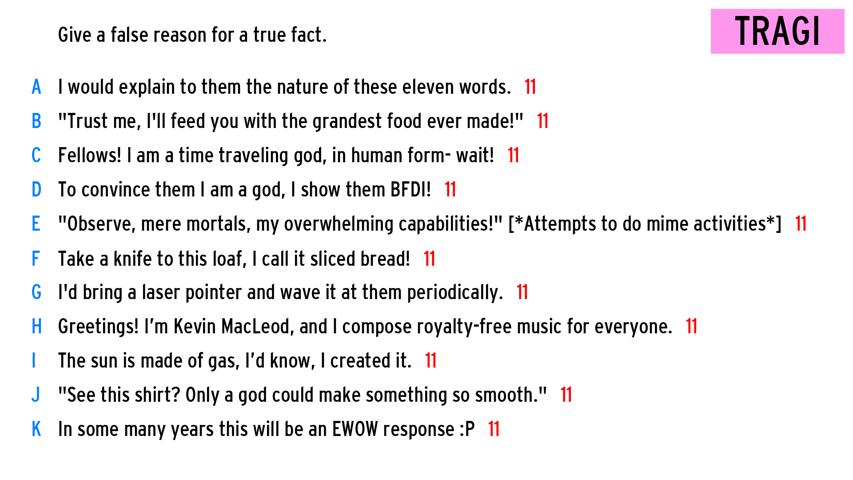 Give a false reason for a true fact.
TRAGI
A I would explain to them the nature of these eleven words. 11
B "Trust me, I'll feed you with the grandest food ever made!" 11
C Fellows! I am a time traveling god, in human form- wait! 11
D To convince them I am a god, I show them BFDI! 11
E "Observe, mere mortals, my overwhelming capabilities!" [*Attempts to do mime activities*] 11
F Take a knife to this loaf, I call it sliced bread! 11
G I'd bring a laser pointer and wave it at them periodically. 11
H Greetings! I’m Kevin MacLeod, and I compose royalty-free music for everyone. 11
I The sun is made of gas, I’d know, I created it. 11
J "See this shirt? Only a god could make something so smooth." 11
K In some many years this will be an EWOW response :P 11